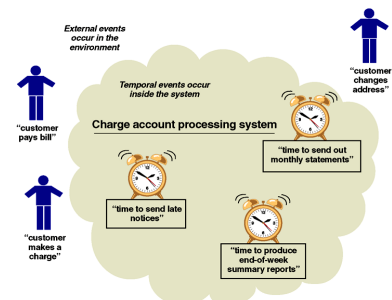 External events
occur in the
environment
"customer
changes
address"
Temporal events occur
inside the system
"customer
pays bill"
Charge account processing system
"time to send out
monthly statements"
"time to send late
notices"
"customer
makes a
charge"
"time to produce
end-of-week
summary reports"